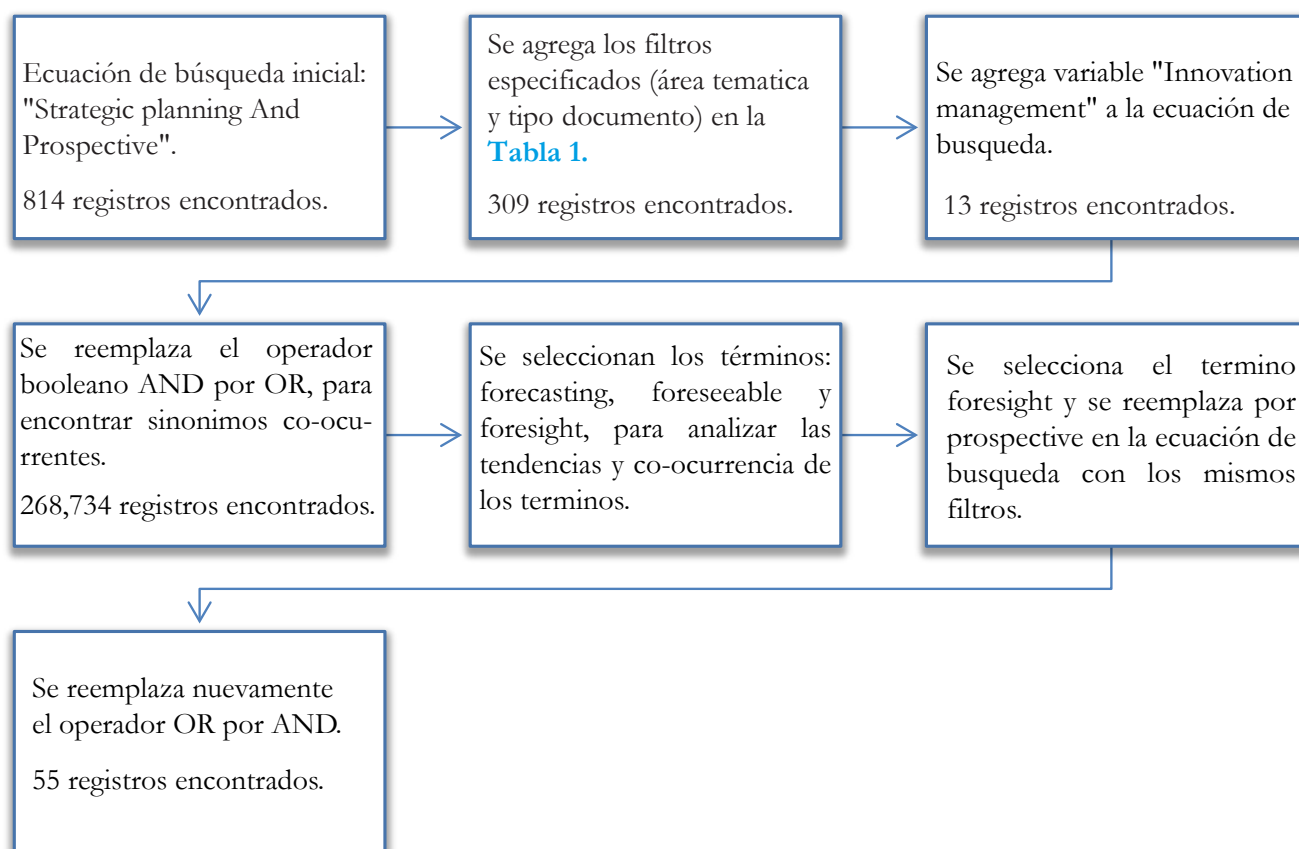 Ecuación de búsqueda inicial:
"Strategic planning And
Prospective".
814 registros encontrados.
Se agrega los filtros
especificados (área tematica
y tipo documento) en la
Tabla 1.
309 registros encontrados.
Se agrega variable "Innovation
management" a la ecuación de
busqueda.
13 registros encontrados.
Se reemplaza el operador
booleano AND por OR, para
encontrar sinonimos co-ocu-
rrentes.
268,734 registros encontrados.
Se seleccionan los términos:
forecasting, foreseeable y
foresight, para analizar las
tendencias y co-ocurrencia de
los terminos.
Se selecciona el termino
foresight y se reemplaza por
prospective en la ecuación de
busqueda con los mismos
filtros.
Se reemplaza nuevamente
el operador OR por AND.
55 registros encontrados.